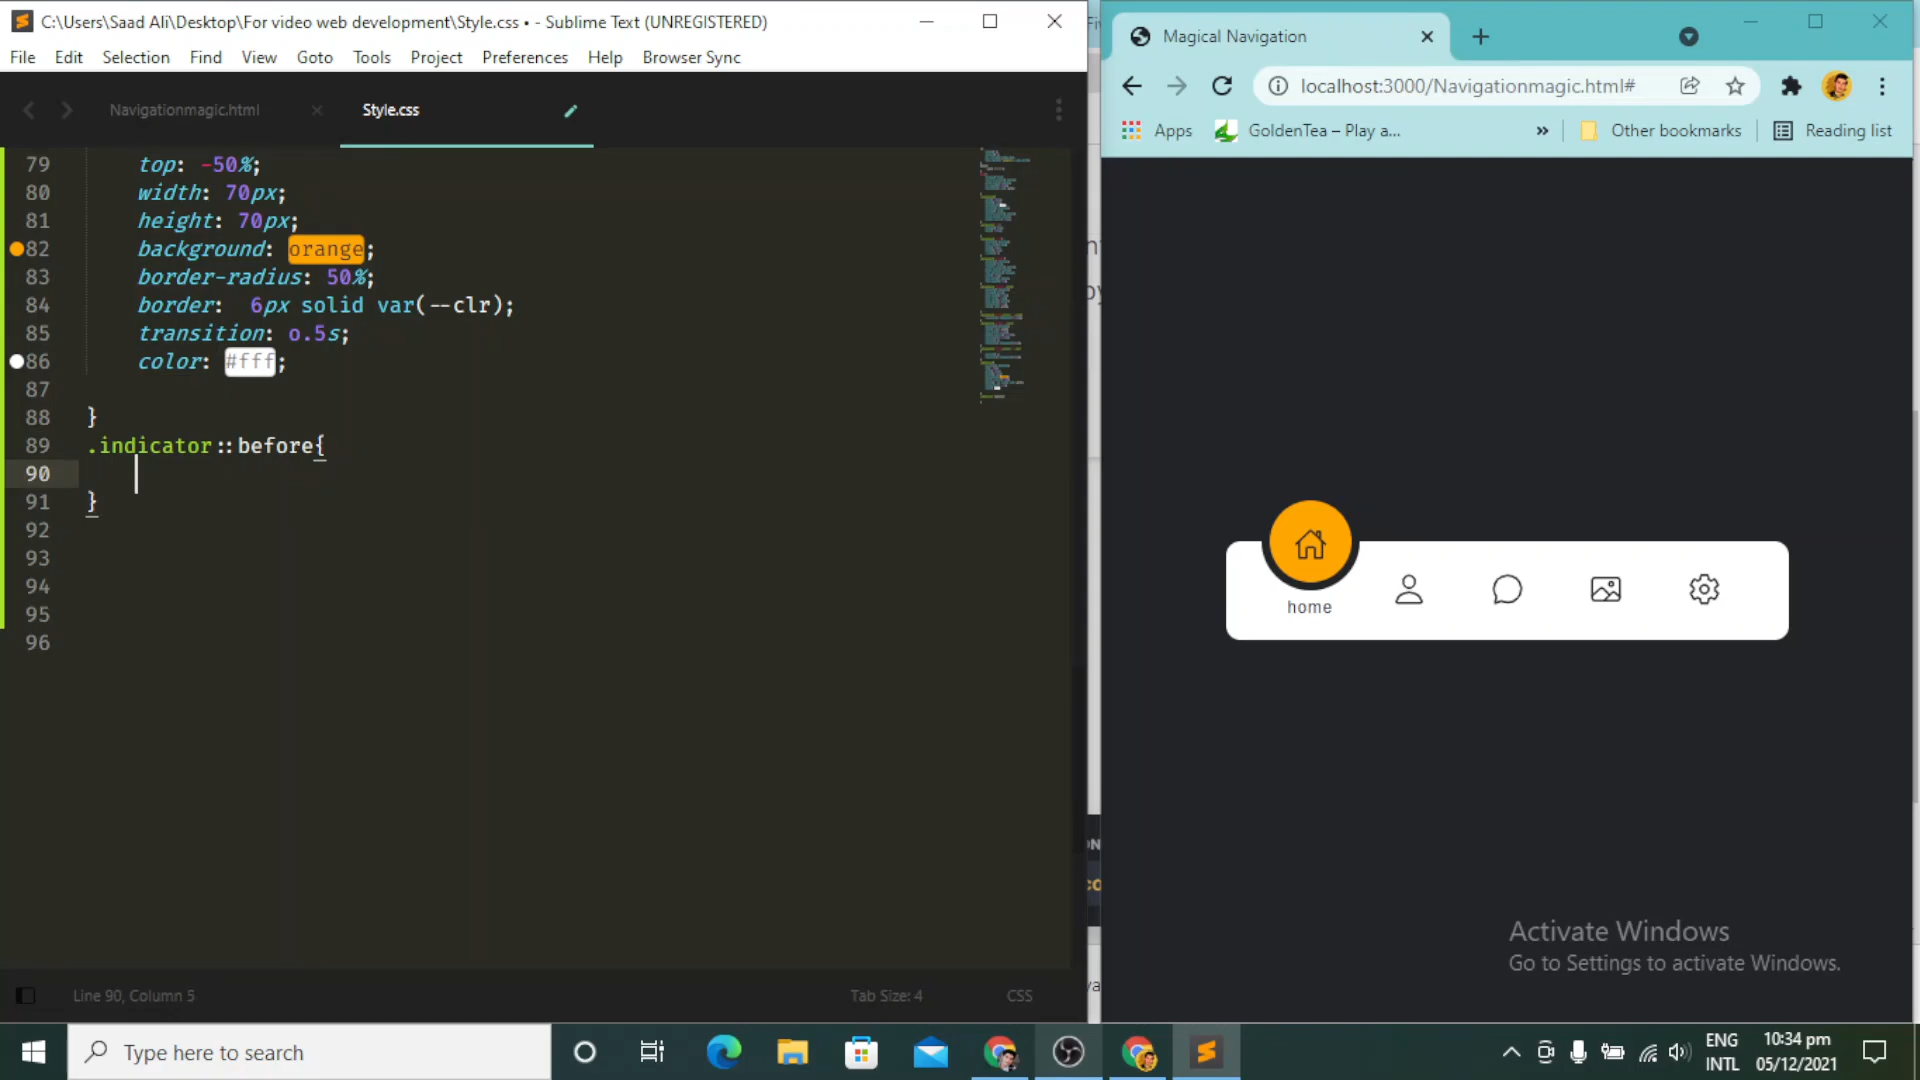 C:\Users\Saad Ali\Desktop\For video web development\Style.css • - Sublime Text (UNREGISTERED)
File Edit Selection Find View Goto Tools Project Preferences Help Browser Sync
Navigationmagic.html
Style.css
79 top: -50%;
80 width: 70px;
81 height: 70px;
82 background: orange;
83 border-radius: 50%;
84 border:  6px solid var(--clr);
85 transition: o.5s;
86 color: #fff;
87
88 }
89 .indicator::before{
90
91 }
92
93
94
95
96
Line 90, Column 5
Tab Size: 4
CSS
Magical Navigation
localhost:3000/Navigationmagic.html#
Apps
GoldenTea – Play a...
»
Other bookmarks
Reading list
home
Activate Windows
Go to Settings to activate Windows.
Type here to search
ENG
INTL
10:34 pm
05/12/2021